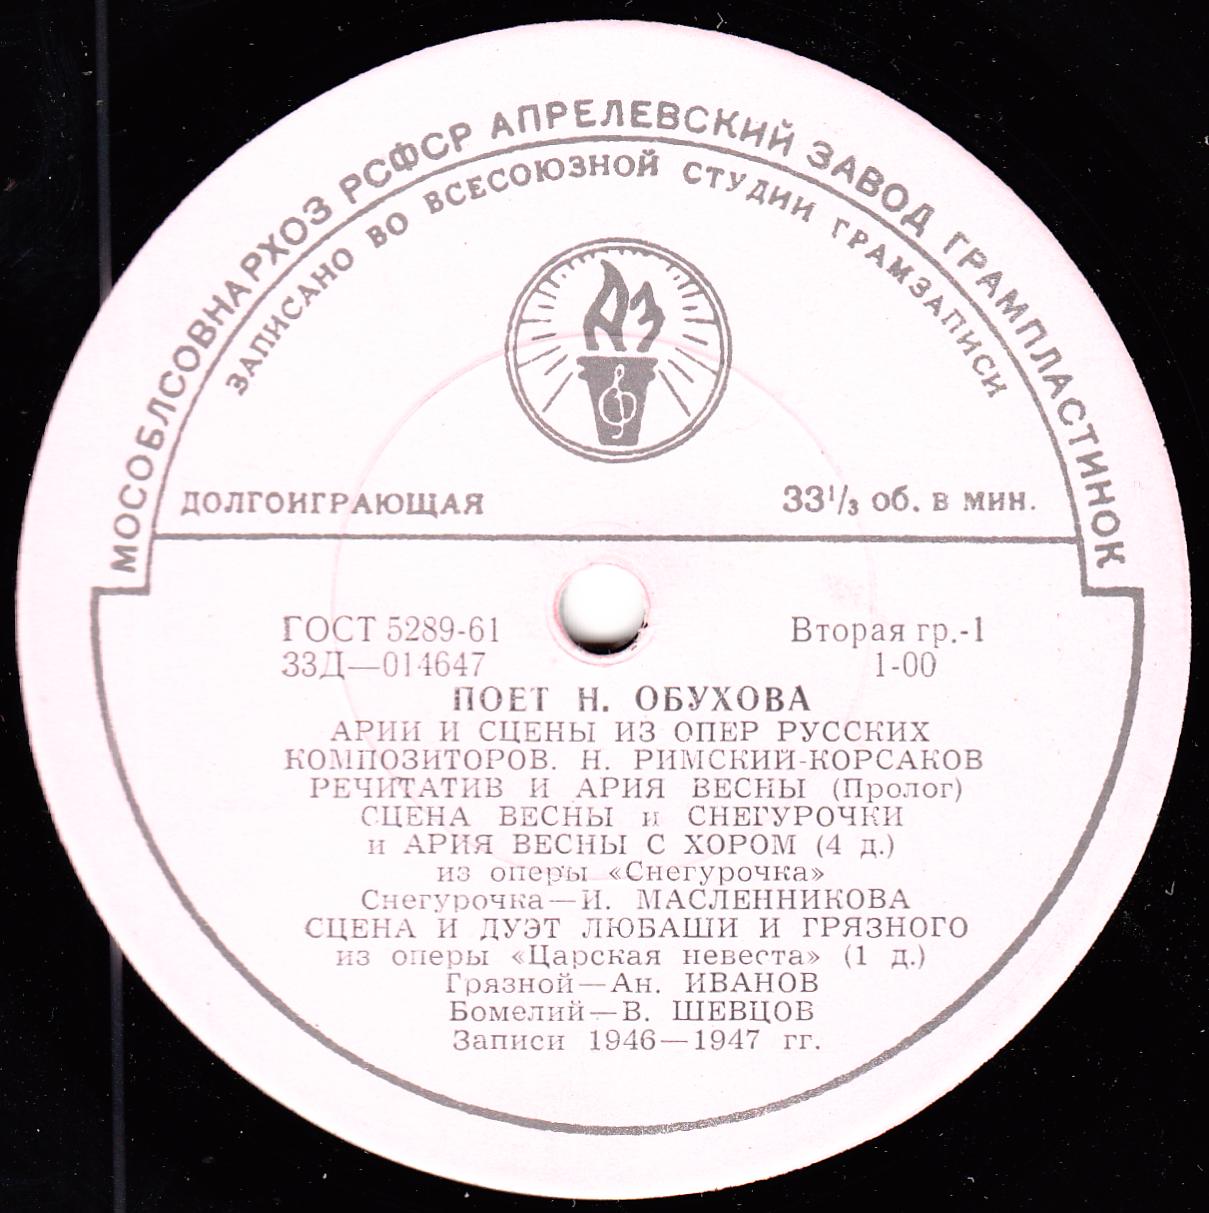 МОСОБЛСОВНАРХОЗ РСФСР АПРЕЛЕВСКИЙ ЗАВОД ГРАМПЛАСТИНОК
ЗАПИСАНО ВО ВСЕСОЮЗНОЙ СТУДИИ ГРАМЗАПИСИ
АЗ
ДОЛГОИГРАЮЩАЯ 33¹/₃ об. в мин.
ГОСТ 5289-61 Вторая гр.-1
33Д—014647 1-00
ПОЕТ Н. ОБУХОВА
АРИИ И СЦЕНЫ ИЗ ОПЕР РУССКИХ
КОМПОЗИТОРОВ. Н. РИМСКИЙ-КОРСАКОВ
РЕЧИТАТИВ И АРИЯ ВЕСНЫ (Пролог)
СЦЕНА ВЕСНЫ и СНЕГУРОЧКИ
и АРИЯ ВЕСНЫ С ХОРОМ (4 д.)
из оперы «Снегурочка»
Снегурочка—И. МАСЛЕННИКОВА
СЦЕНА И ДУЭТ ЛЮБАШИ И ГРЯЗНОГО
из оперы «Царская невеста» (1 д.)
Грязной—Ан. ИВАНОВ
Бомелий—В. ШЕВЦОВ
Записи 1946—1947 гг.